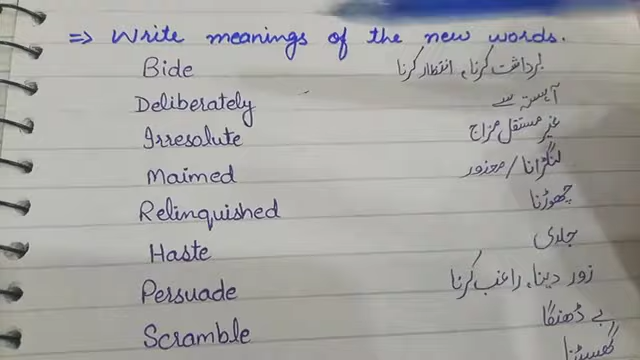 ⇒ Write meanings of the new words.
Bide برداشت کرنا، انتظار کرنا
Deliberately آہستہ سے
Irresolute غیر مستقل مزاج
Maimed لنگڑانا/معذور
Relinquished چھوڑنا
Haste جلدی
Persuade زور دینا، راغب کرنا
Scramble بے ڈھنگا
گھسٹنا